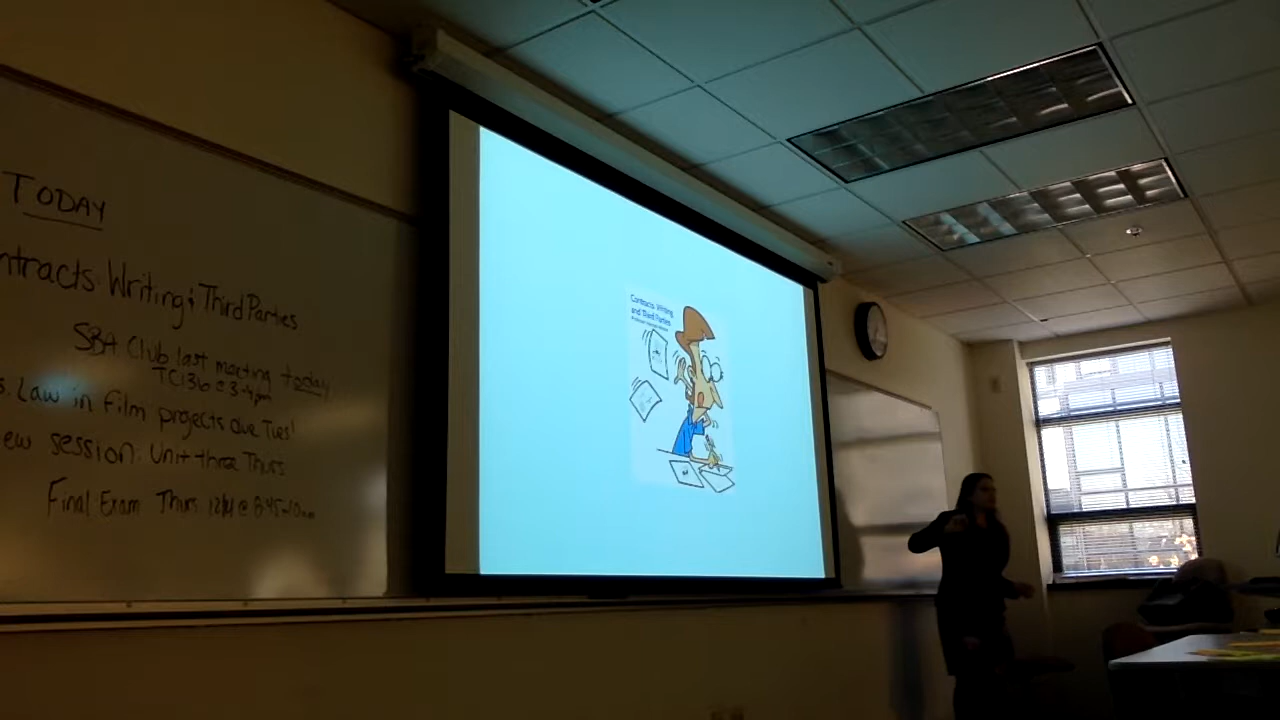 TODAY
ntracts: Writing & Third Parties
SBA Club last meeting today
TC136 @ 3-4pm
s. Law in Film projects due Tues!
ew session: Unit three Thurs
Final Exam Thurs 12/11 @ 8:45-10am
Contracts: Writing
and Third Parties